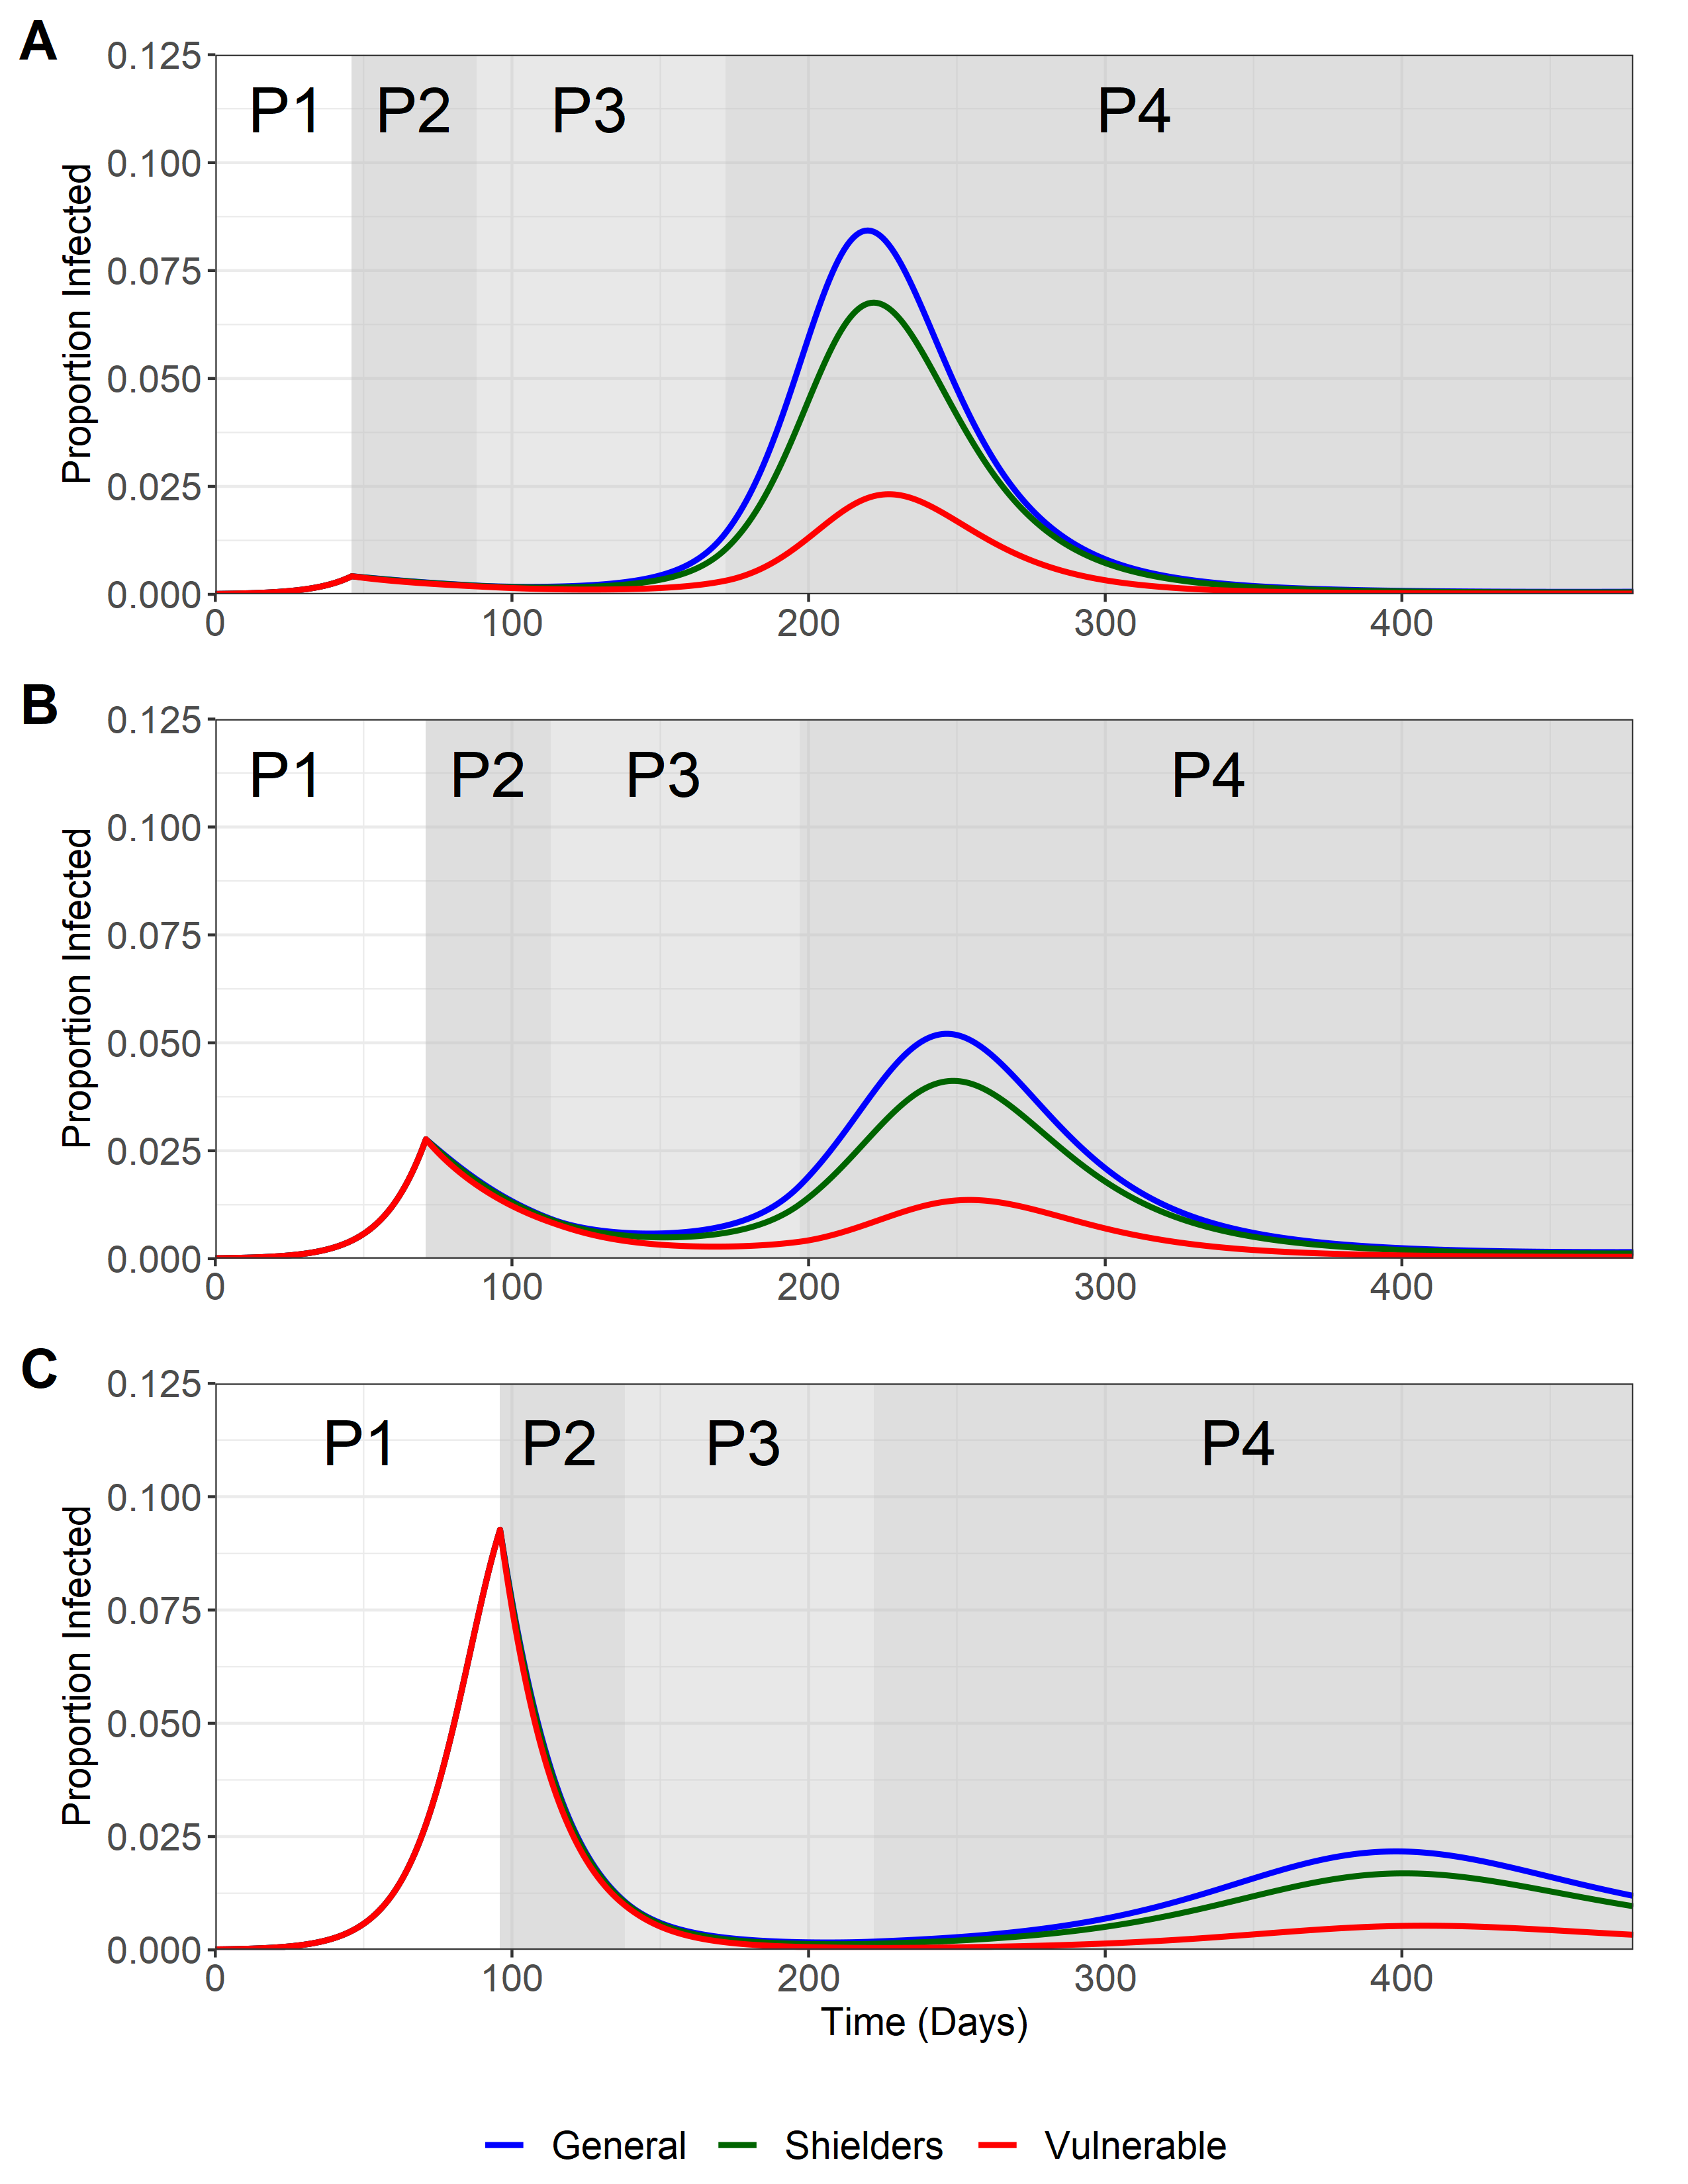 A
0.125
P1 P2 P3 P4
0.100
0.075
0.050
0.025
0.000
Proportion Infected
0 100 200 300 400
B
0.125
P1 P2 P3 P4
0.100
0.075
0.050
0.025
0.000
Proportion Infected
0 100 200 300 400
C
0.125
P1 P2 P3 P4
0.100
0.075
0.050
0.025
0.000
Proportion Infected
0 100 200 300 400
Time (Days)
General Shielders Vulnerable